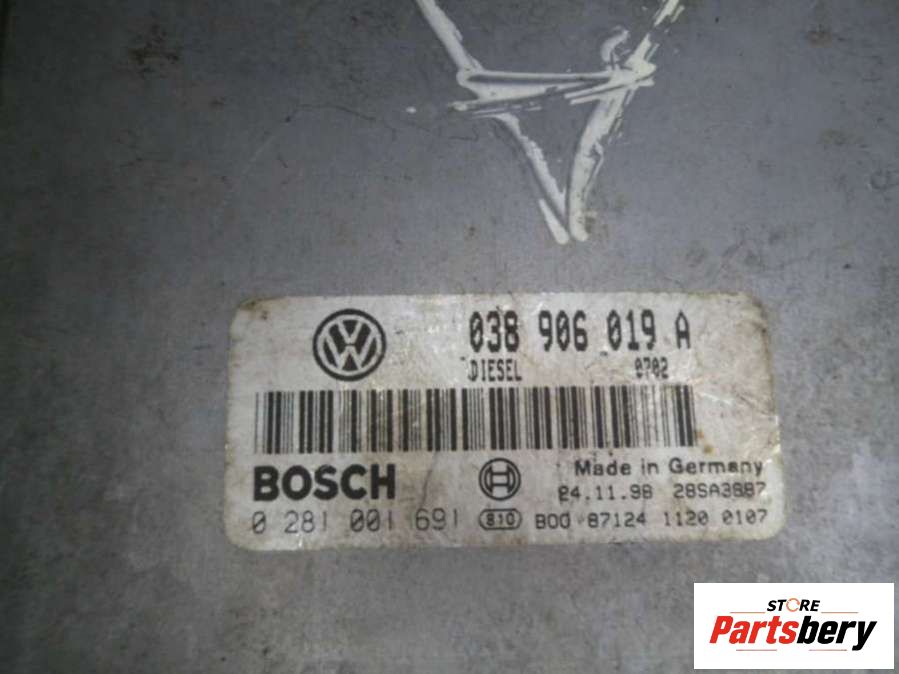 038 906 019 A
DIESEL 0702
BOSCH
Made in Germany
24.11.98 28SA3887
0 281 001 691 810 BOO 87124 1120 0107
STORE
Partsbery